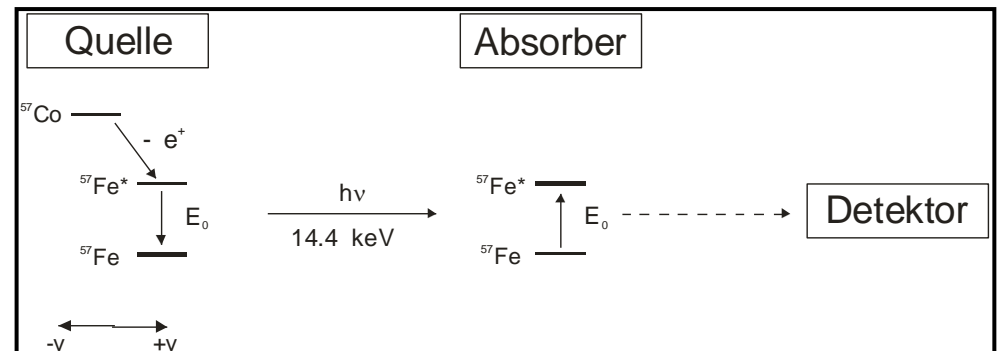 Quelle
Absorber
⁵⁷Co
- e⁺
⁵⁷Fe*
E₀
⁵⁷Fe
hν
14.4 keV
⁵⁷Fe*
E₀
⁵⁷Fe
Detektor
-v +v